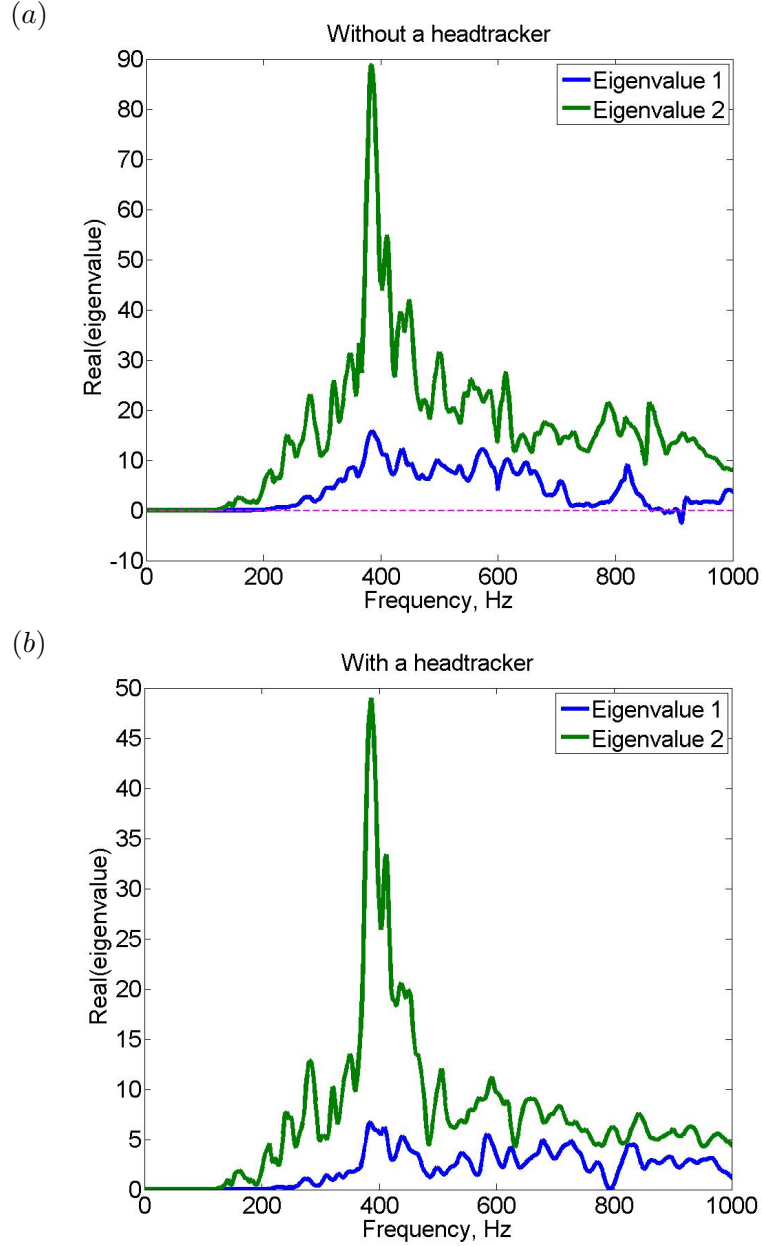 (a)
Without a headtracker
Eigenvalue 1
Eigenvalue 2
Real(eigenvalue)
90
80
70
60
50
40
30
20
10
0
-10
0 200 400 600 800 1000
Frequency, Hz
(b)
With a headtracker
Eigenvalue 1
Eigenvalue 2
Real(eigenvalue)
50
45
40
35
30
25
20
15
10
5
0
0 200 400 600 800 1000
Frequency, Hz